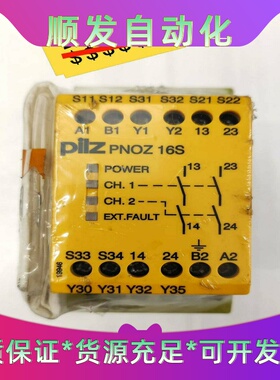 顺发自动化
$$$$$
S11 S12 S31 S32 S21 S22
A1 B1 Y1 Y2 13 23
pilz PNOZ 16S
POWER
13 23
CH. 1
CH. 2
EXT.FAULT
14 24
S33 S34 14 24 B2 A2
Y30 Y31 Y32 Y35
质保证*货源充足*可开发